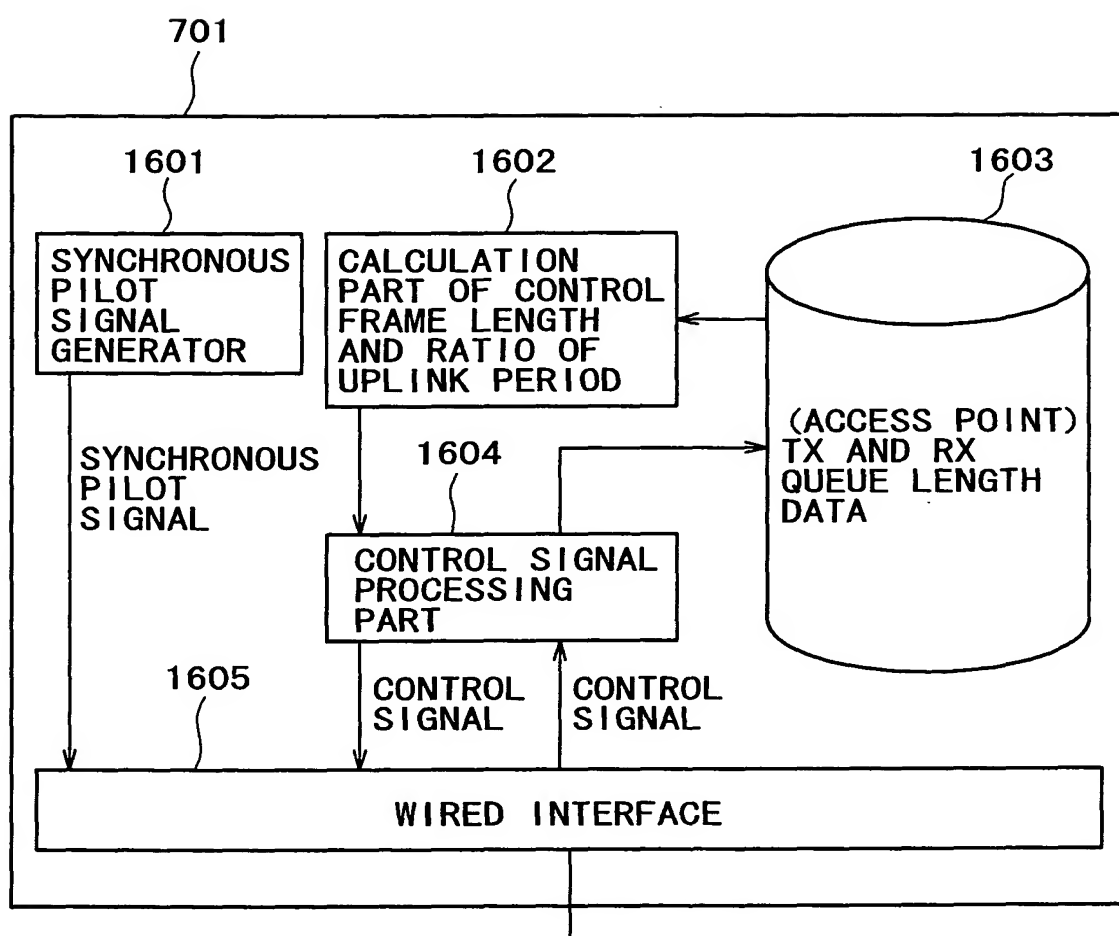 701
1601
1602
1603
SYNCHRONOUS
PILOT
SIGNAL
GENERATOR
CALCULATION
PART OF CONTROL
FRAME LENGTH
AND RATIO OF
UPLINK PERIOD
(ACCESS POINT)
TX AND RX
QUEUE LENGTH
DATA
SYNCHRONOUS
PILOT
SIGNAL
1604
CONTROL SIGNAL
PROCESSING
PART
1605
CONTROL
SIGNAL
CONTROL
SIGNAL
WIRED INTERFACE